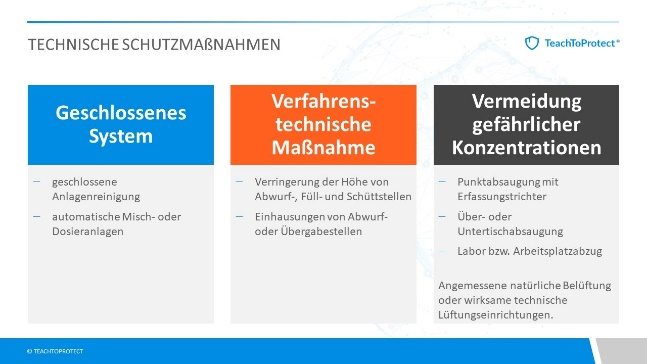 TECHNISCHE SCHUTZMAßNAHMEN
TeachToProtect®
Geschlossenes
System
– geschlossene
Anlagenreinigung
– automatische Misch- oder
Dosieranlagen
Verfahrens-
technische
Maßnahme
– Verringerung der Höhe von
Abwurf-, Füll- und Schüttstellen
– Einhausungen von Abwurf-
oder Übergabestellen
Vermeidung
gefährlicher
Konzentrationen
– Punktabsaugung mit
Erfassungstrichter
– Über- oder
Untertischabsaugung
– Labor bzw. Arbeitsplatzabzug
Angemessene natürliche Belüftung
oder wirksame technische
Lüftungseinrichtungen.
© TEACHTOPROTECT